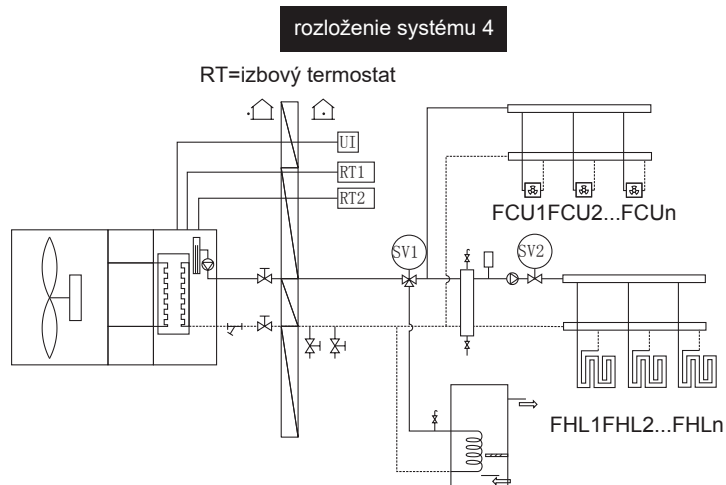 rozloženie systému 4
RT=izbový termostat
UI
RT1
RT2
FCU1FCU2...FCUn
SV1
SV2
FHL1FHL2...FHLn